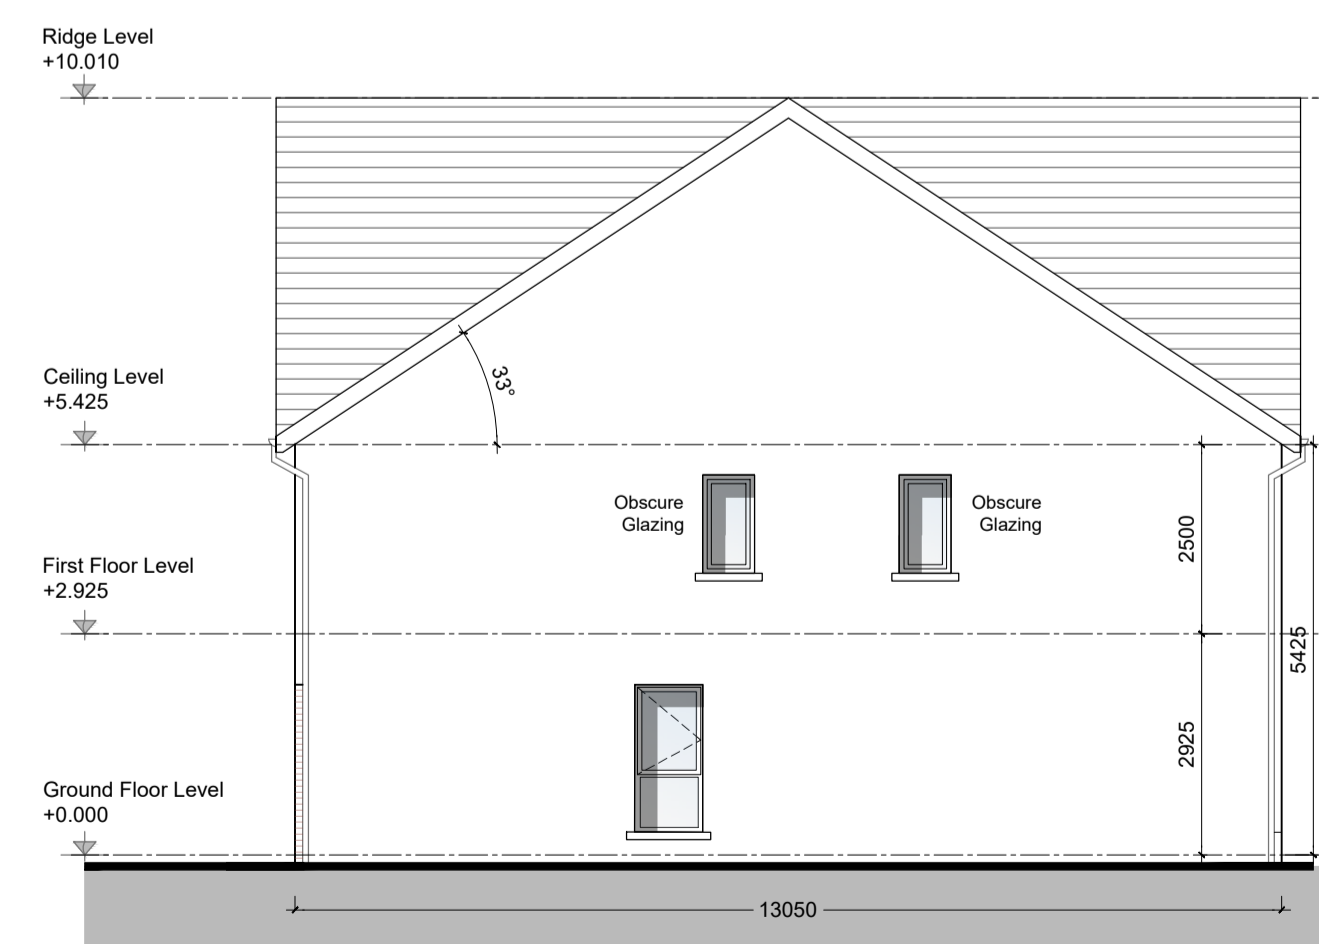 Ridge Level
+10.010
Ceiling Level
+5.425
33°
Obscure
Glazing
Obscure
Glazing
2500
First Floor Level
+2.925
5425
2925
Ground Floor Level
+0.000
13050